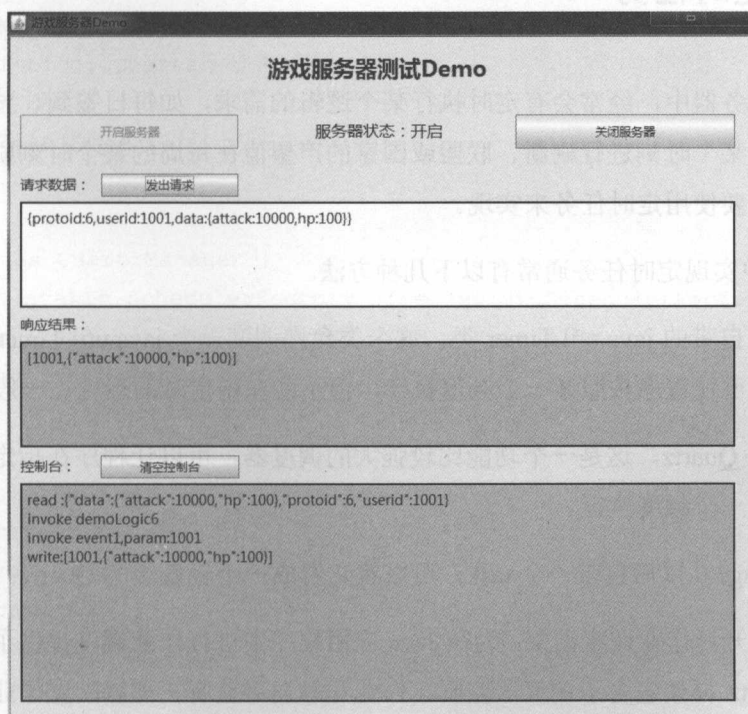 游戏服务器Demo
游戏服务器测试Demo
开启服务器 服务器状态：开启 关闭服务器
请求数据： 发出请求
{protoid:6,userid:1001,data:{attack:10000,hp:100}}
响应结果：
[1001,{"attack":10000,"hp":100}]
控制台： 清空控制台
read :{"data":{"attack":10000,"hp":100},"protoid":6,"userid":1001}
invoke demoLogic6
invoke event1,param:1001
write:[1001,{"attack":10000,"hp":100}]